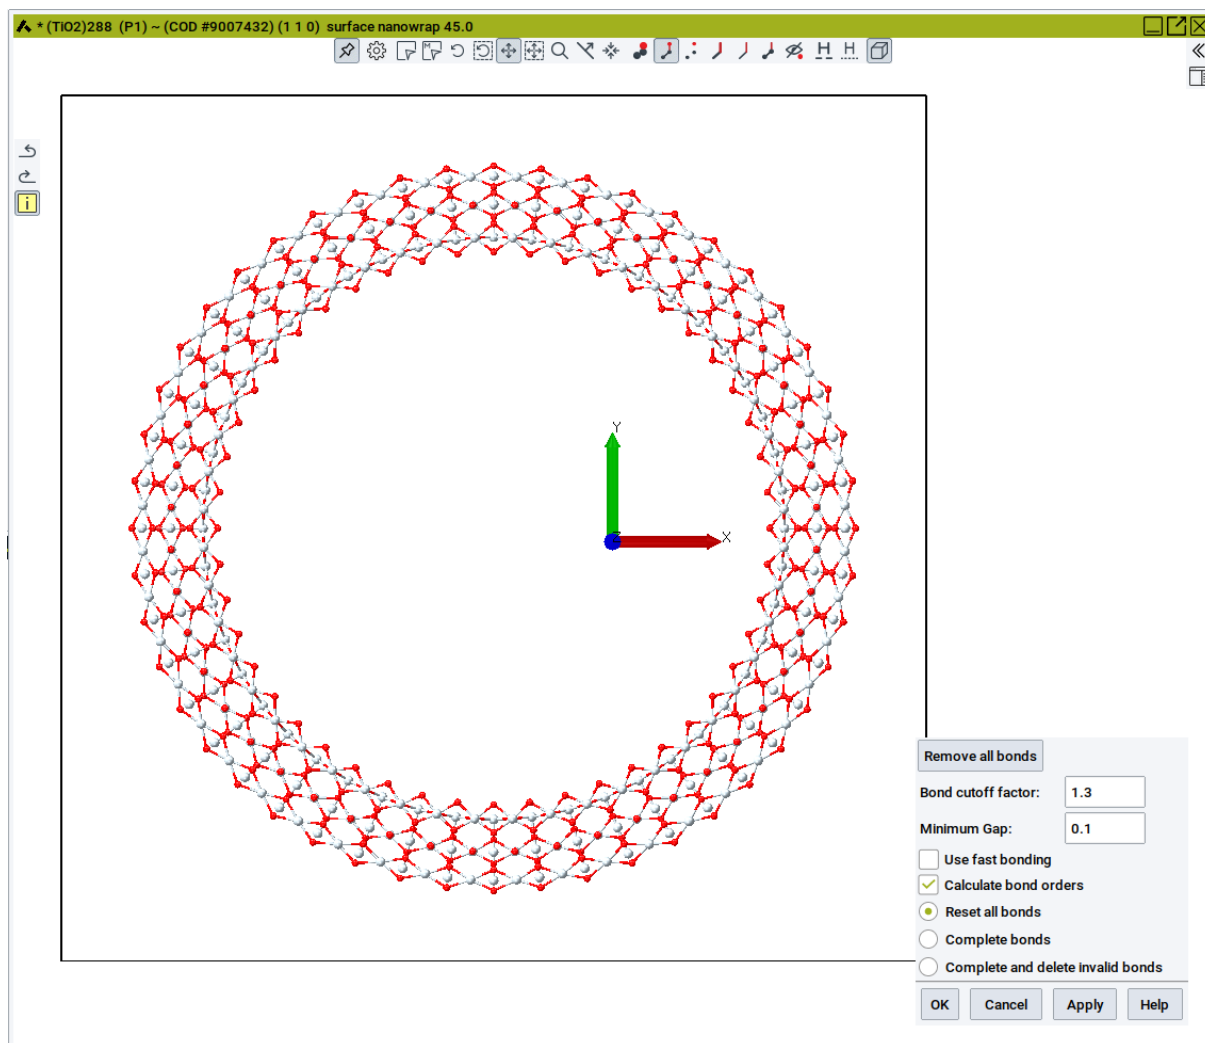 * (TiO2)288 (P1) ~ (COD #9007432) (1 1 0) surface nanowrap 45.0
M
H H
i
Y
X
Remove all bonds
Bond cutoff factor: 1.3
Minimum Gap: 0.1
Use fast bonding
Calculate bond orders
Reset all bonds
Complete bonds
Complete and delete invalid bonds
OK Cancel Apply Help